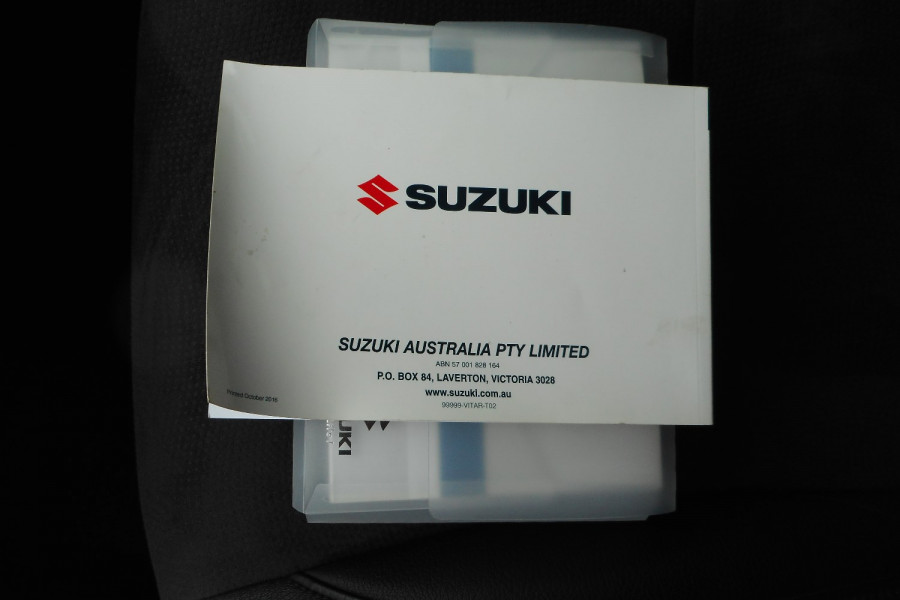 SUZUKI
SUZUKI AUSTRALIA PTY LIMITED
ABN 57 001 828 164
P.O. BOX 84, LAVERTON, VICTORIA 3028
www.suzuki.com.au
99999-VITAR-T02
Printed October 2016
UKI